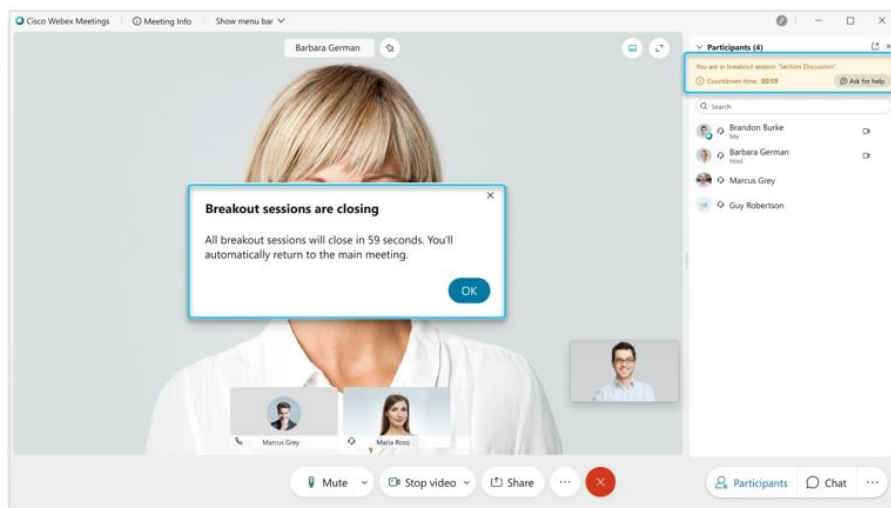 Cisco Webex Meetings
Meeting Info
Show menu bar
Barbara German
Participants (4)
You are in breakout session "Section Discussion".
Countdown time: 00:59
Ask for help
Search
Brandon Burke
Me
Barbara German
Host
Marcus Grey
Guy Robertson
Breakout sessions are closing
All breakout sessions will close in 59 seconds. You'll
automatically return to the main meeting.
OK
Marcus Grey
Maria Rossi
Mute
Stop video
Share
Participants
Chat